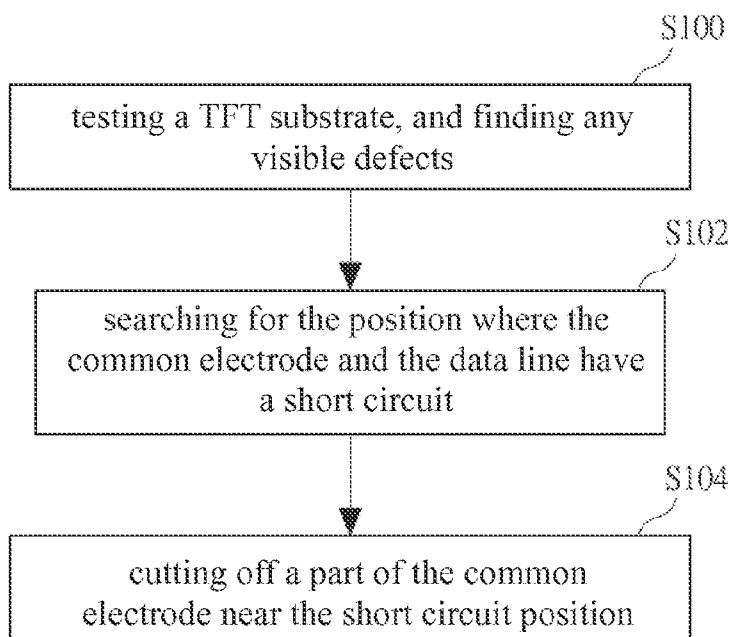 S100
testing a TFT substrate, and finding any
visible defects
S102
searching for the position where the
common electrode and the data line have
a short circuit
S104
cutting off a part of the common
electrode near the short circuit position